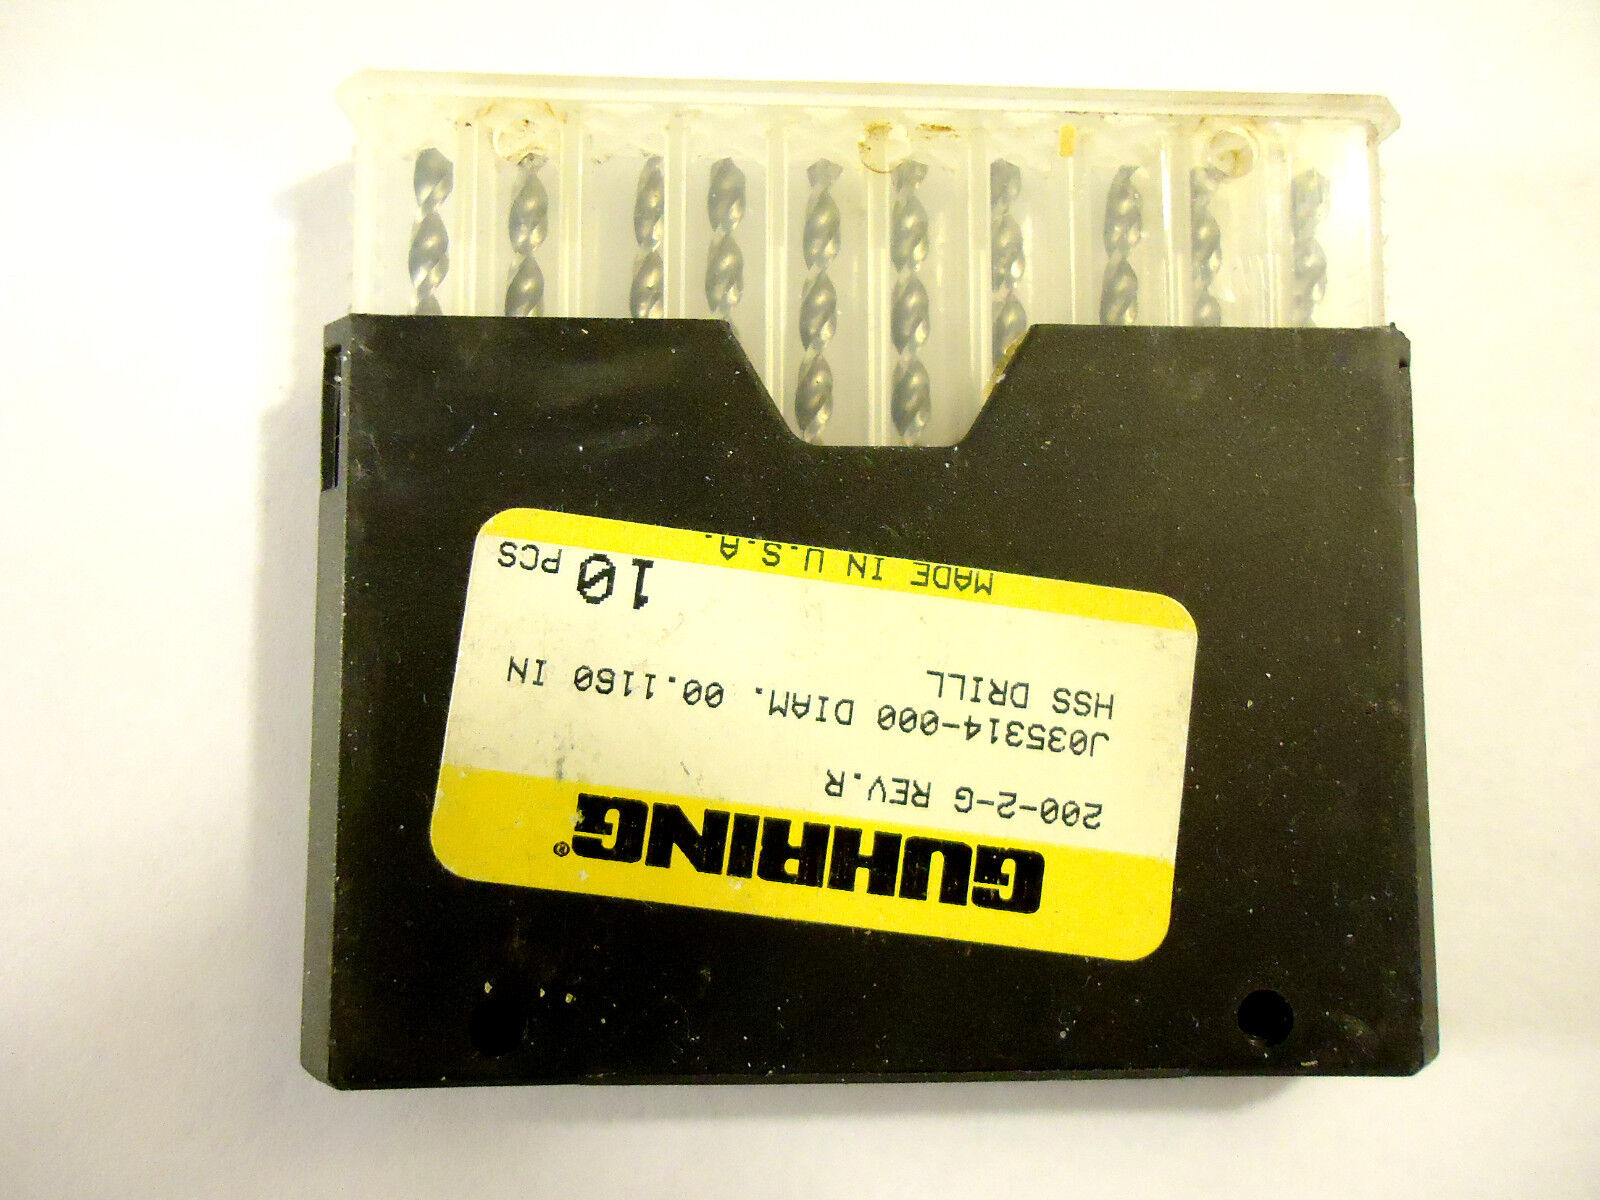 GUHRING®
200-2-G REV.R
J035314-000 DIAM. 00.1160 IN
HSS DRILL
10 PCS
MADE IN U.S.A.